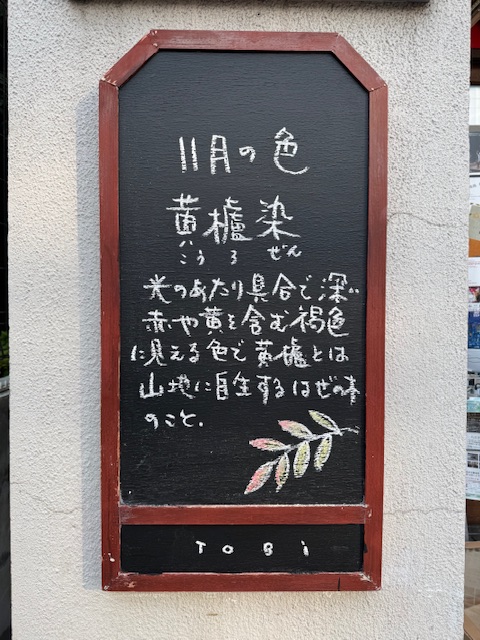 11月の色
黄櫨染
こうろぜん
光のあたり具合で深い
赤や黄を含む褐色
に見える色で黄櫨とは
山地に自生するはぜの木
のこと.
TOBi